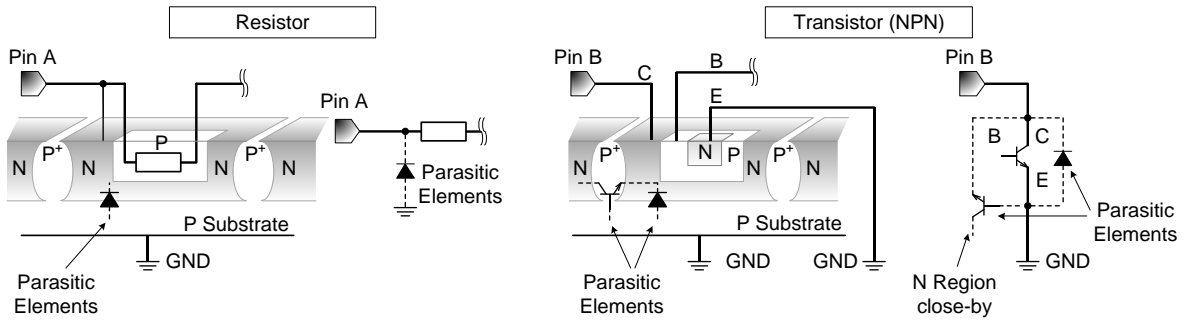 Resistor
Transistor (NPN)
Pin A
Pin B
C
B
E
Pin B
Pin A
N
P+
N
P
N
P+
N
Parasitic
Elements
N
P+
N
N
P
P+
N
B
C
E
P Substrate
GND
Parasitic
Elements
P Substrate
GND
GND
Parasitic
Elements
Parasitic
Elements
GND
N Region
close-by